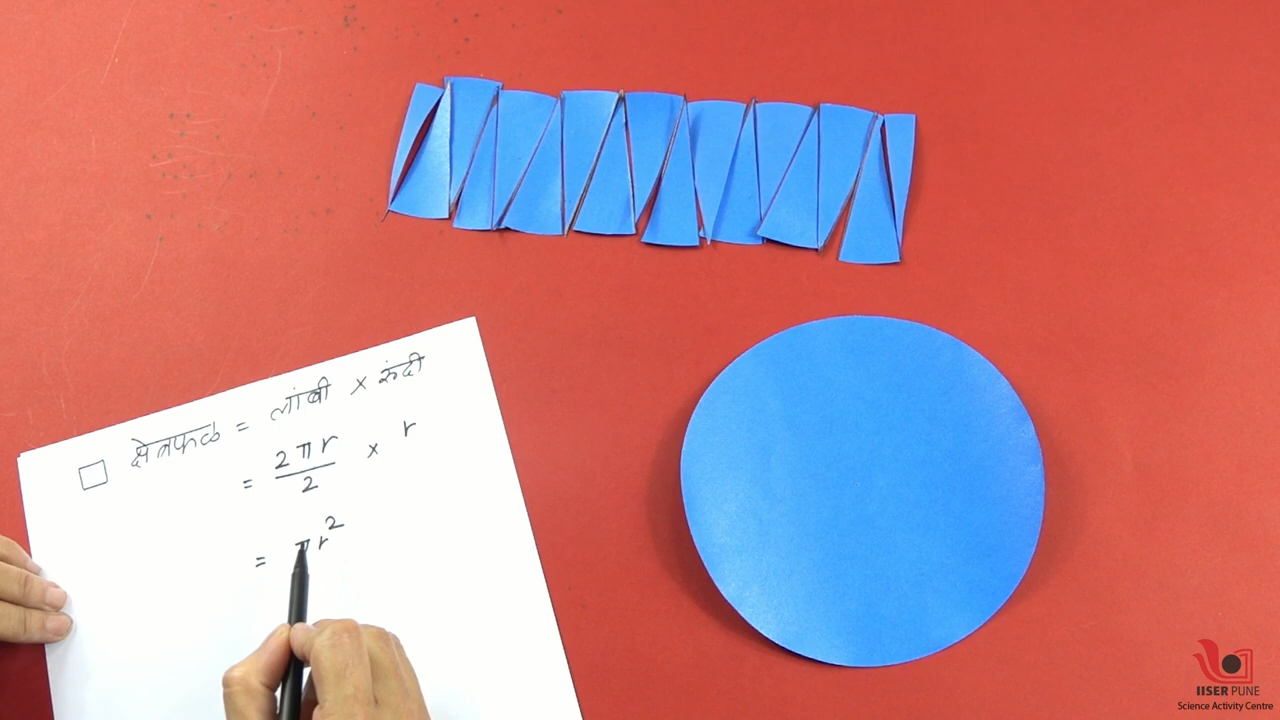 □ क्षेत्रफळ = लांबी × रुंदी
= 2πr/2 × r
= πr²
IISER PUNE
Science Activity Centre